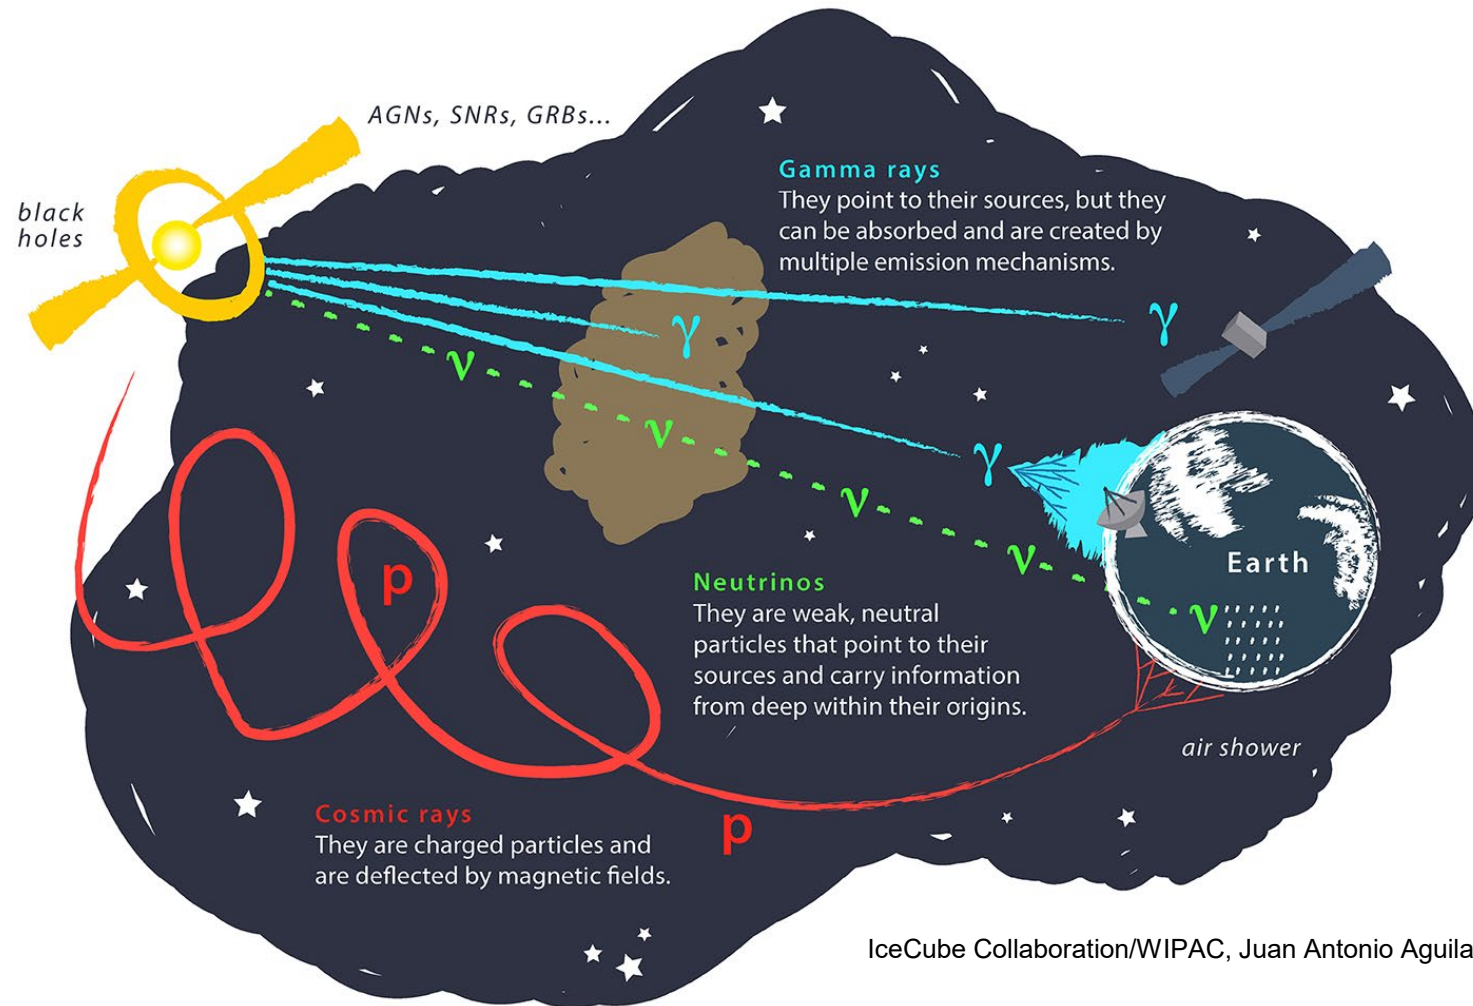 AGNs, SNRs, GRBs...
black
holes
Gamma rays
They point to their sources, but they
can be absorbed and are created by
multiple emission mechanisms.
γ
γ
ν
ν
γ
ν
ν
p
Earth
Neutrinos
They are weak, neutral
particles that point to their
sources and carry information
from deep within their origins.
ν
air shower
Cosmic rays
They are charged particles and
are deflected by magnetic fields.
p
IceCube Collaboration/WIPAC, Juan Antonio Aguila